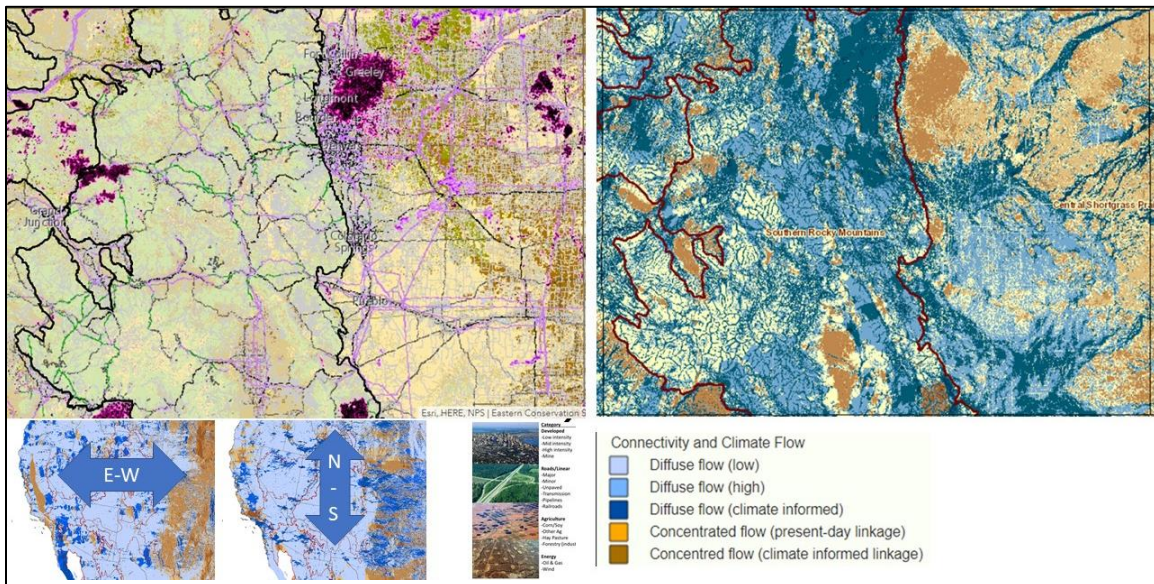 Fort Collins
Greeley
Longmont
Boulder
Denver
Grand
Junction
Colorado
Springs
Pueblo
Esri, HERE, NPS | Eastern Conservation S
Southern Rocky Mountains
Central Shortgrass Pra
E-W
N
-
S
Category
Developed
-Low intensity
-Mid intensity
-High intensity
-Mine
Roads/Linear
-Major
-Minor
-Unpaved
-Transmission
-Pipelines
-Railroads
Agriculture
-Corn/Soy
-Other Ag
-Hay Pasture
-Forestry (indust
Energy
-Oil & Gas
-Wind
Connectivity and Climate Flow
Diffuse flow (low)
Diffuse flow (high)
Diffuse flow (climate informed)
Concentrated flow (present-day linkage)
Concentred flow (climate informed linkage)